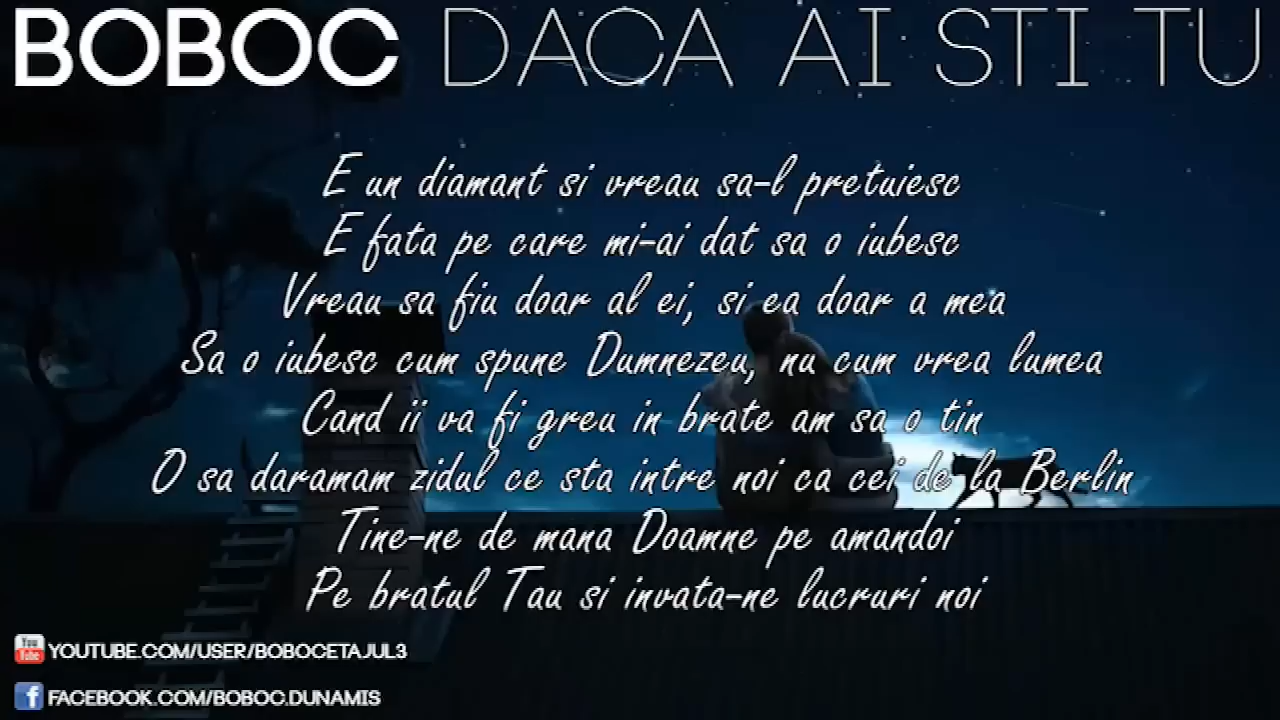 BOBOC DACA AI STI TU
E un diamant si vreau sa-l pretuiesc
E fata pe care mi-ai dat sa o iubesc
Vreau sa fiu doar al ei, si ea doar a mea
Sa o iubesc cum spune Dumnezeu, nu cum vrea lumea
Cand ii va fi greu in brate am sa o tin
O sa daramam zidul ce sta intre noi ca cei de la Berlin
Tine-ne de mana Doamne pe amandoi
Pe bratul Tau si invata-ne lucruri noi
You Tube YOUTUBE.COM/USER/BOBOCETAJUL3
f FACEBOOK.COM/BOBOC.DUNAMIS